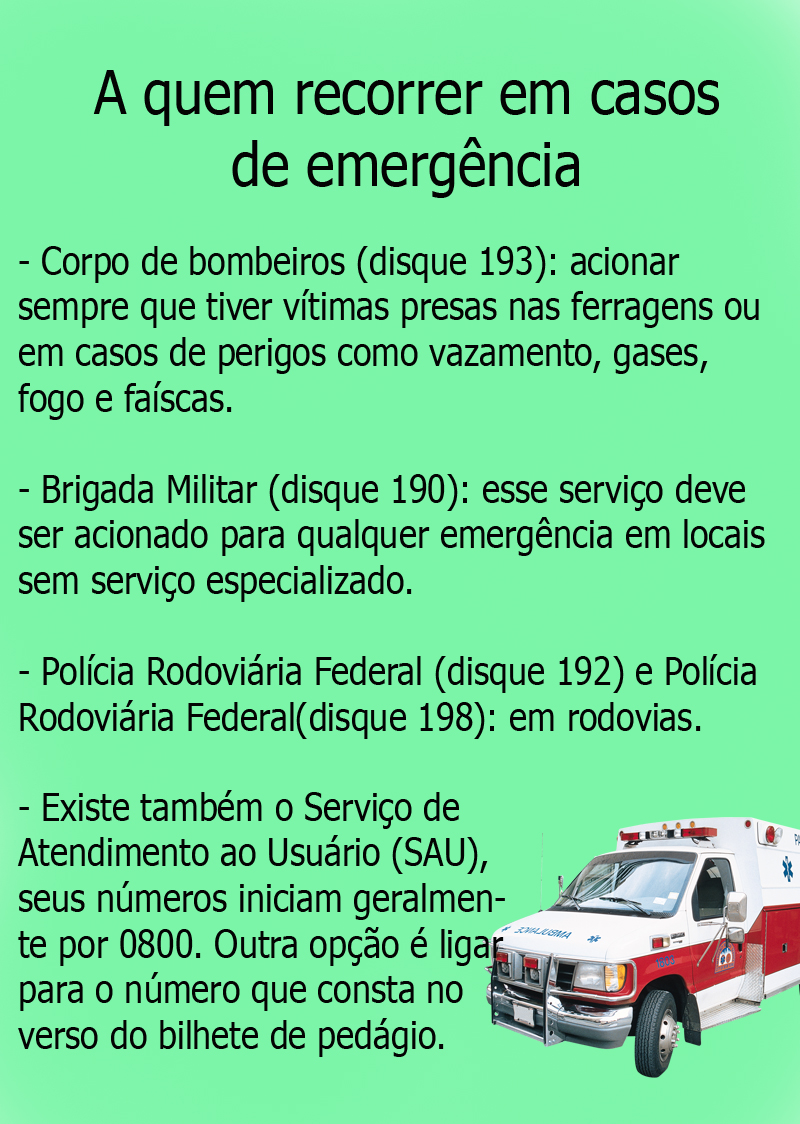 A quem recorrer em casos
de emergência
- Corpo de bombeiros (disque 193): acionar
sempre que tiver vítimas presas nas ferragens ou
em casos de perigos como vazamento, gases,
fogo e faíscas.
- Brigada Militar (disque 190): esse serviço deve
ser acionado para qualquer emergência em locais
sem serviço especializado.
- Polícia Rodoviária Federal (disque 192) e Polícia
Rodoviária Federal(disque 198): em rodovias.
- Existe também o Serviço de
Atendimento ao Usuário (SAU),
seus números iniciam geralmen-
te por 0800. Outra opção é ligar
para o número que consta no
verso do bilhete de pedágio.
AMBULANCE